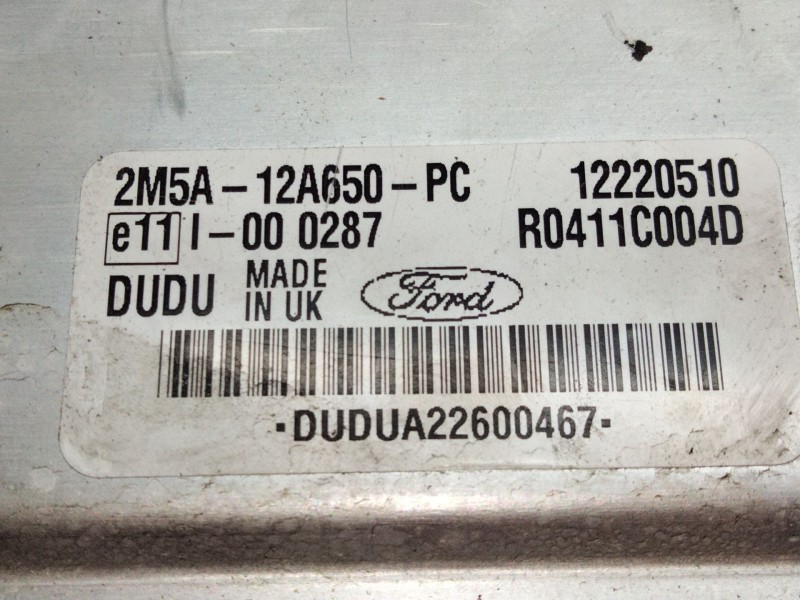 2M5A-12A650-PC 12220510
e11 I-00 0287 R0411C004D
DUDU MADE IN UK Ford
-DUDUA22600467-